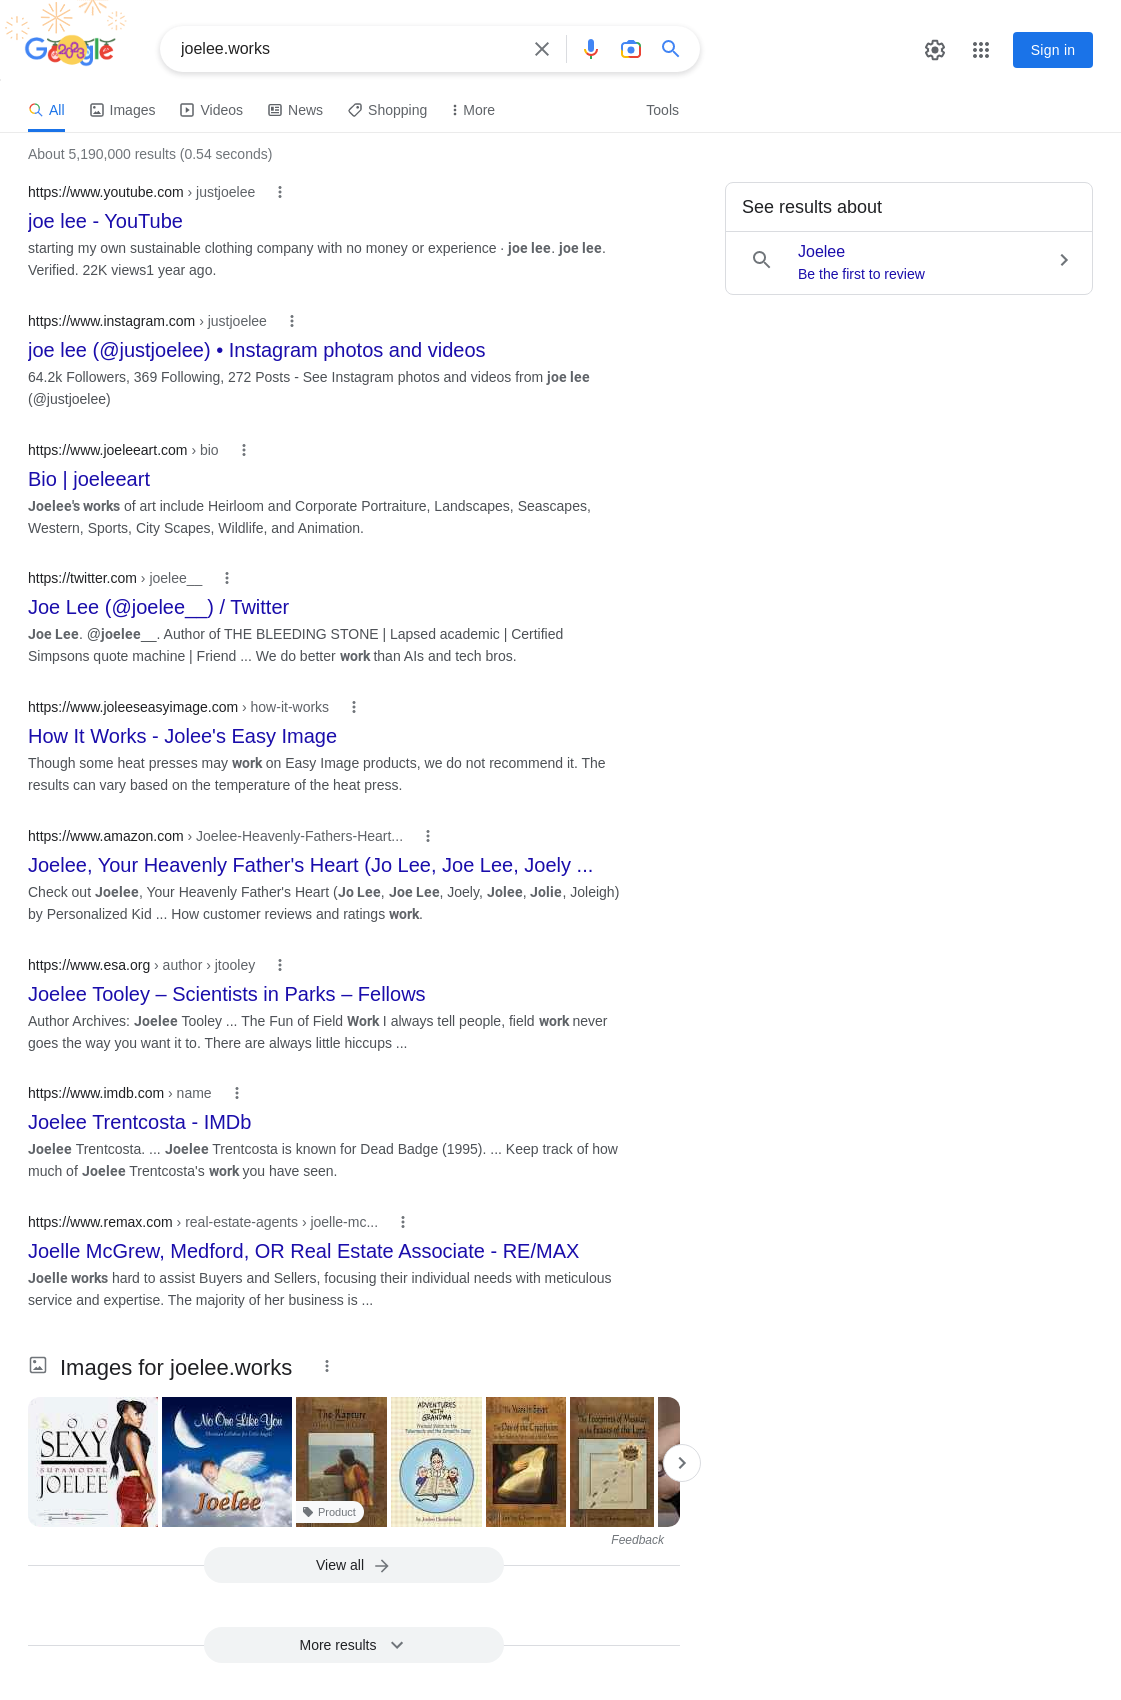 Google
joelee.works
Sign in
All
Images
Videos
News
Shopping
More
Tools
About 5,190,000 results (0.54 seconds)
https://www.youtube.com › justjoelee
joe lee - YouTube
starting my own sustainable clothing company with no money or experience · joe lee. joe lee.
Verified. 22K views1 year ago.
https://www.instagram.com › justjoelee
joe lee (@justjoelee) • Instagram photos and videos
64.2k Followers, 369 Following, 272 Posts - See Instagram photos and videos from joe lee
(@justjoelee)
https://www.joeleeart.com › bio
Bio | joeleeart
Joelee's works of art include Heirloom and Corporate Portraiture, Landscapes, Seascapes,
Western, Sports, City Scapes, Wildlife, and Animation.
https://twitter.com › joelee__
Joe Lee (@joelee__) / Twitter
Joe Lee. @joelee__. Author of THE BLEEDING STONE | Lapsed academic | Certified
Simpsons quote machine | Friend ... We do better work than AIs and tech bros.
https://www.joleeseasyimage.com › how-it-works
How It Works - Jolee's Easy Image
Though some heat presses may work on Easy Image products, we do not recommend it. The
results can vary based on the temperature of the heat press.
https://www.amazon.com › Joelee-Heavenly-Fathers-Heart...
Joelee, Your Heavenly Father's Heart (Jo Lee, Joe Lee, Joely ...
Check out Joelee, Your Heavenly Father's Heart (Jo Lee, Joe Lee, Joely, Jolee, Jolie, Joleigh)
by Personalized Kid ... How customer reviews and ratings work.
https://www.esa.org › author › jtooley
Joelee Tooley – Scientists in Parks – Fellows
Author Archives: Joelee Tooley ... The Fun of Field Work I always tell people, field work never
goes the way you want it to. There are always little hiccups ...
https://www.imdb.com › name
Joelee Trentcosta - IMDb
Joelee Trentcosta. ... Joelee Trentcosta is known for Dead Badge (1995). ... Keep track of how
much of Joelee Trentcosta's work you have seen.
https://www.remax.com › real-estate-agents › joelle-mc...
Joelle McGrew, Medford, OR Real Estate Associate - RE/MAX
Joelle works hard to assist Buyers and Sellers, focusing their individual needs with meticulous
service and expertise. The majority of her business is ...
See results about
Joelee
Be the first to review
Images for joelee.works
SOO
SEXY
SUPAMODEL
JOELEE
No One Like You
Joelee
The Rapture
Product
ADVENTURES
WITH
GRANDMA
The Footprints of Messiah
in the Feasts of the Lord
Feedback
View all
More results